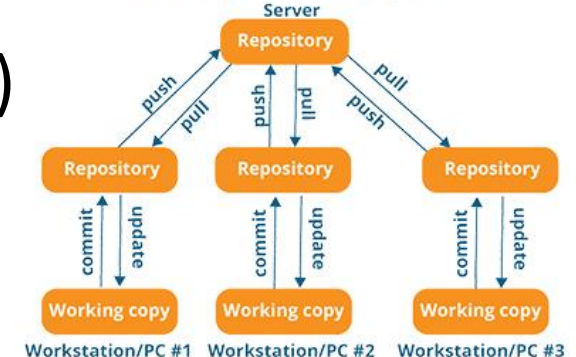 Server
Repository
)
push
pull
push
pull
push
pull
Repository
Repository
Repository
commit
update
commit
update
commit
update
Working copy
Working copy
Working copy
Workstation/PC #1
Workstation/PC #2
Workstation/PC #3